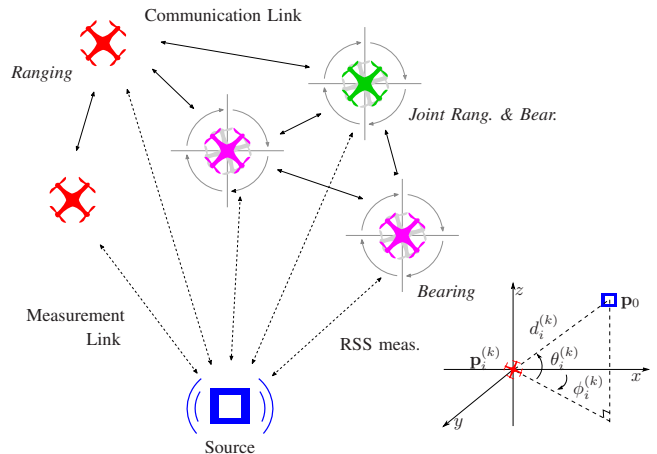 Communication Link
Ranging
Joint Rang. & Bear.
Bearing
Measurement
Link
RSS meas.
Source
z
p₀
d_i^{(k)}
p_i^{(k)}
θ_i^{(k)}
x
ϕ_i^{(k)}
y